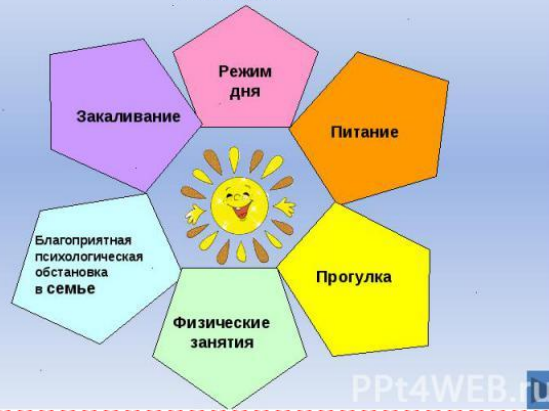 Режим
дня
Закаливание
Питание
Благоприятная
психологическая
обстановка
в семье
Прогулка
Физические
занятия
PPt4WEB.ru